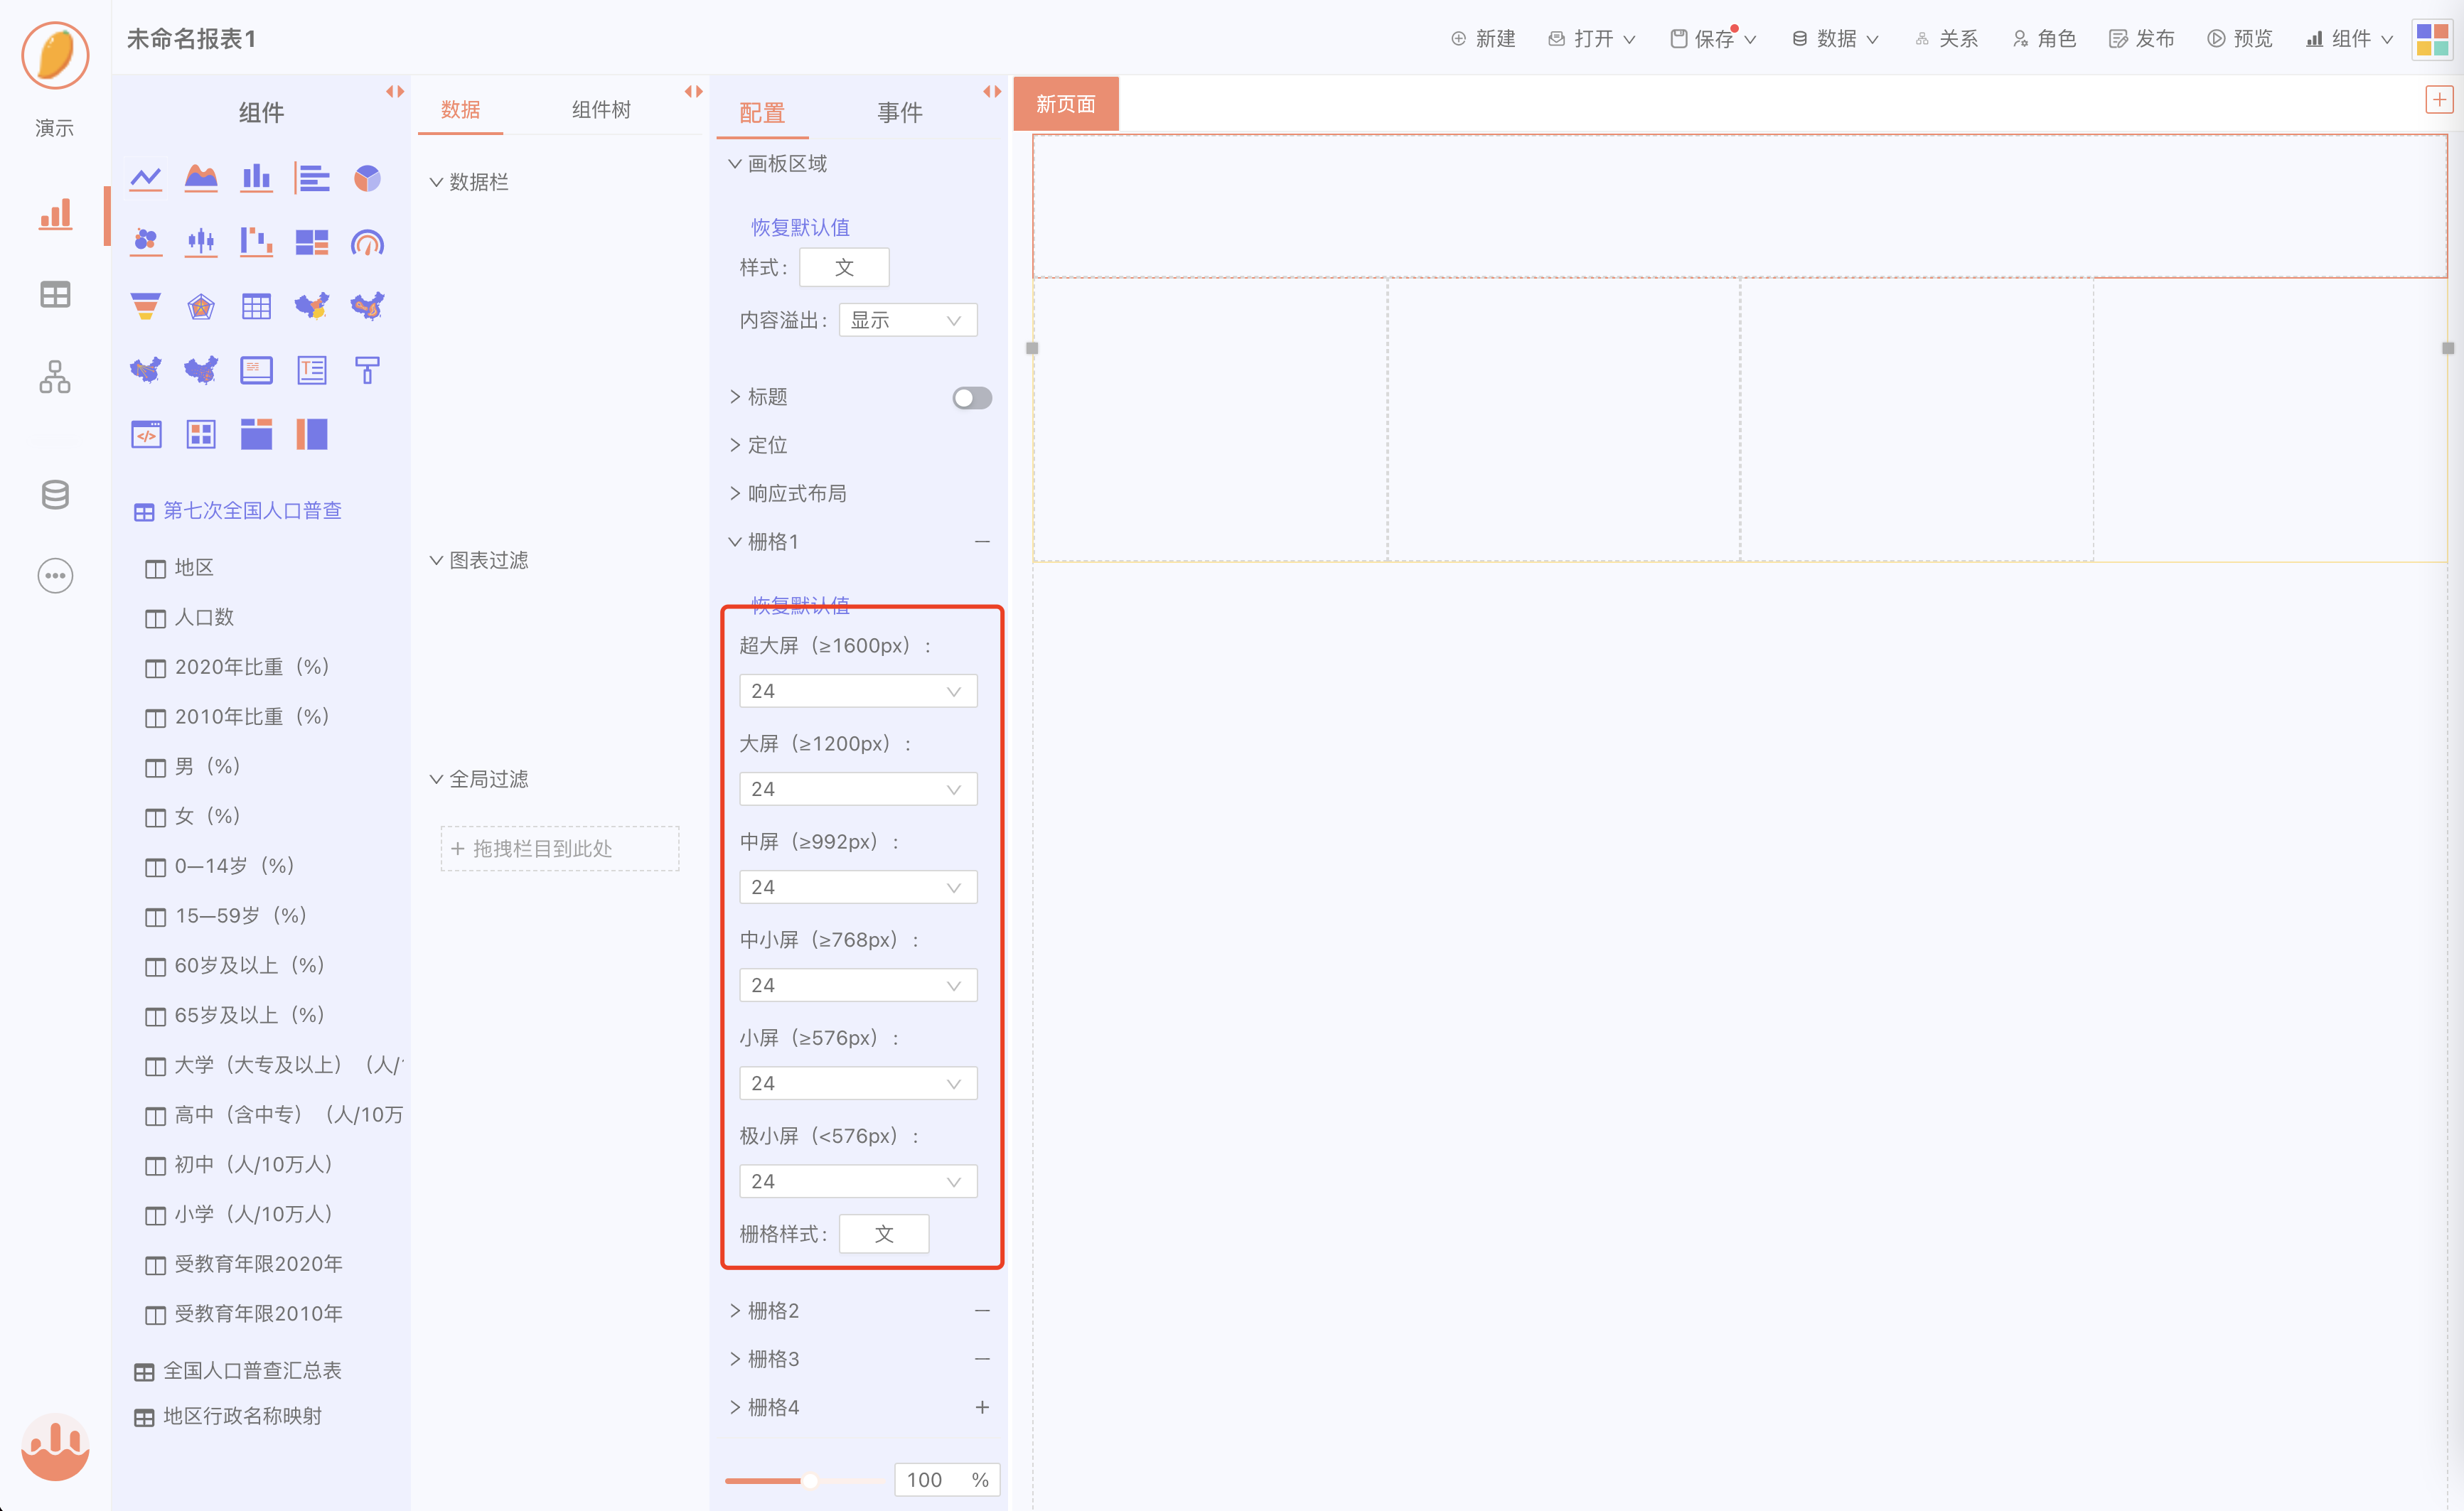 未命名报表1
新建
打开
保存
数据
关系
角色
发布
预览
组件
演示
组件
第七次全国人口普查
地区
人口数
2020年比重（%）
2010年比重（%）
男（%）
女（%）
0—14岁（%）
15—59岁（%）
60岁及以上（%）
65岁及以上（%）
大学（大专及以上）（人/
高中（含中专）（人/10万
初中（人/10万人）
小学（人/10万人）
受教育年限2020年
受教育年限2010年
全国人口普查汇总表
地区行政名称映射
数据
组件树
数据栏
图表过滤
全局过滤
+ 拖拽栏目到此处
配置
事件
画板区域
恢复默认值
样式: 文
内容溢出: 显示
标题
定位
响应式布局
栅格1
恢复默认值
超大屏（≥1600px）:
24
大屏（≥1200px）:
24
中屏（≥992px）:
24
中小屏（≥768px）:
24
小屏（≥576px）:
24
极小屏（<576px）:
24
栅格样式: 文
栅格2
栅格3
栅格4
100 %
新页面